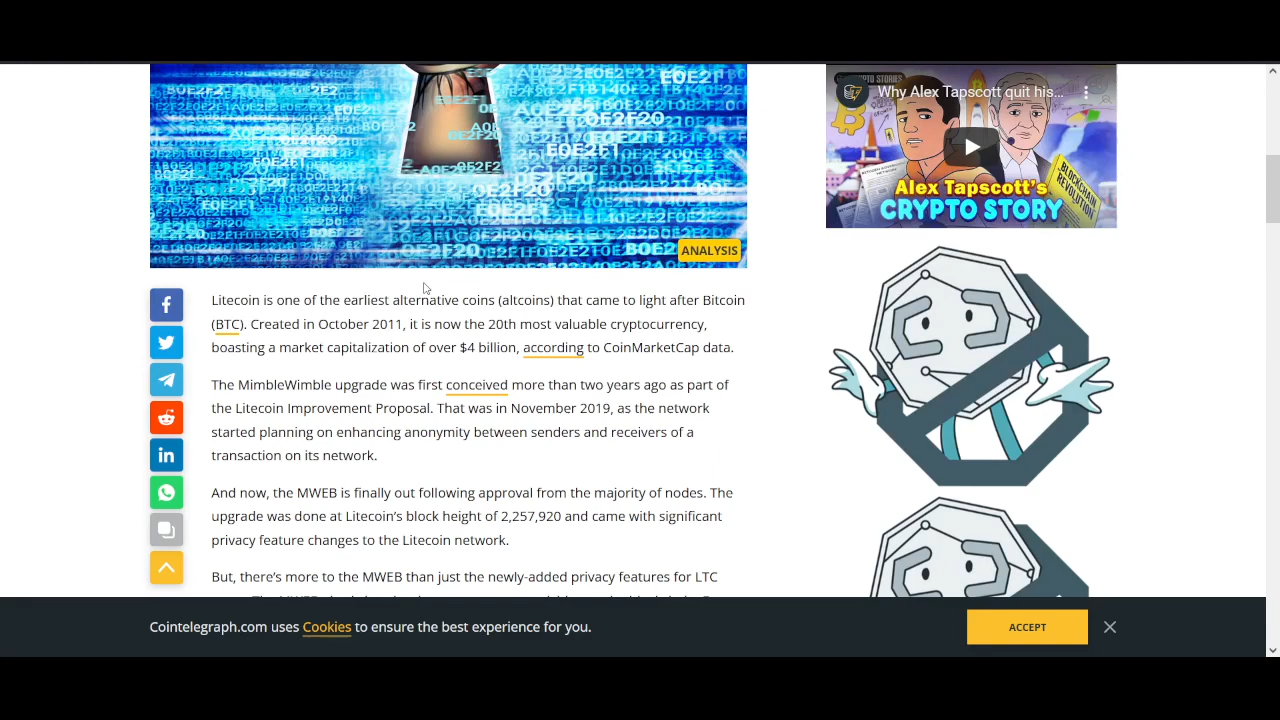 ANALYSIS
Litecoin is one of the earliest alternative coins (altcoins) that came to light after Bitcoin
(BTC). Created in October 2011, it is now the 20th most valuable cryptocurrency,
boasting a market capitalization of over $4 billion, according to CoinMarketCap data.
The MimbleWimble upgrade was first conceived more than two years ago as part of
the Litecoin Improvement Proposal. That was in November 2019, as the network
started planning on enhancing anonymity between senders and receivers of a
transaction on its network.
And now, the MWEB is finally out following approval from the majority of nodes. The
upgrade was done at Litecoin's block height of 2,257,920 and came with significant
privacy feature changes to the Litecoin network.
But, there's more to the MWEB than just the newly-added privacy features for LTC
Why Alex Tapscott quit his...
Alex Tapscott's
CRYPTO STORY
BLOCKCHAIN
REVOLUTION
Cointelegraph.com uses Cookies to ensure the best experience for you.
ACCEPT